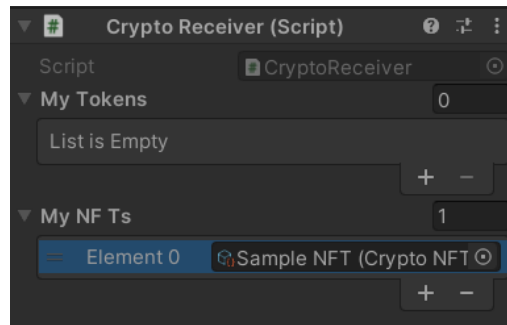 Crypto Receiver (Script)
Script CryptoReceiver
My Tokens 0
List is Empty
+ −
My NF Ts 1
= Element 0 Sample NFT (Crypto NFT
+ −